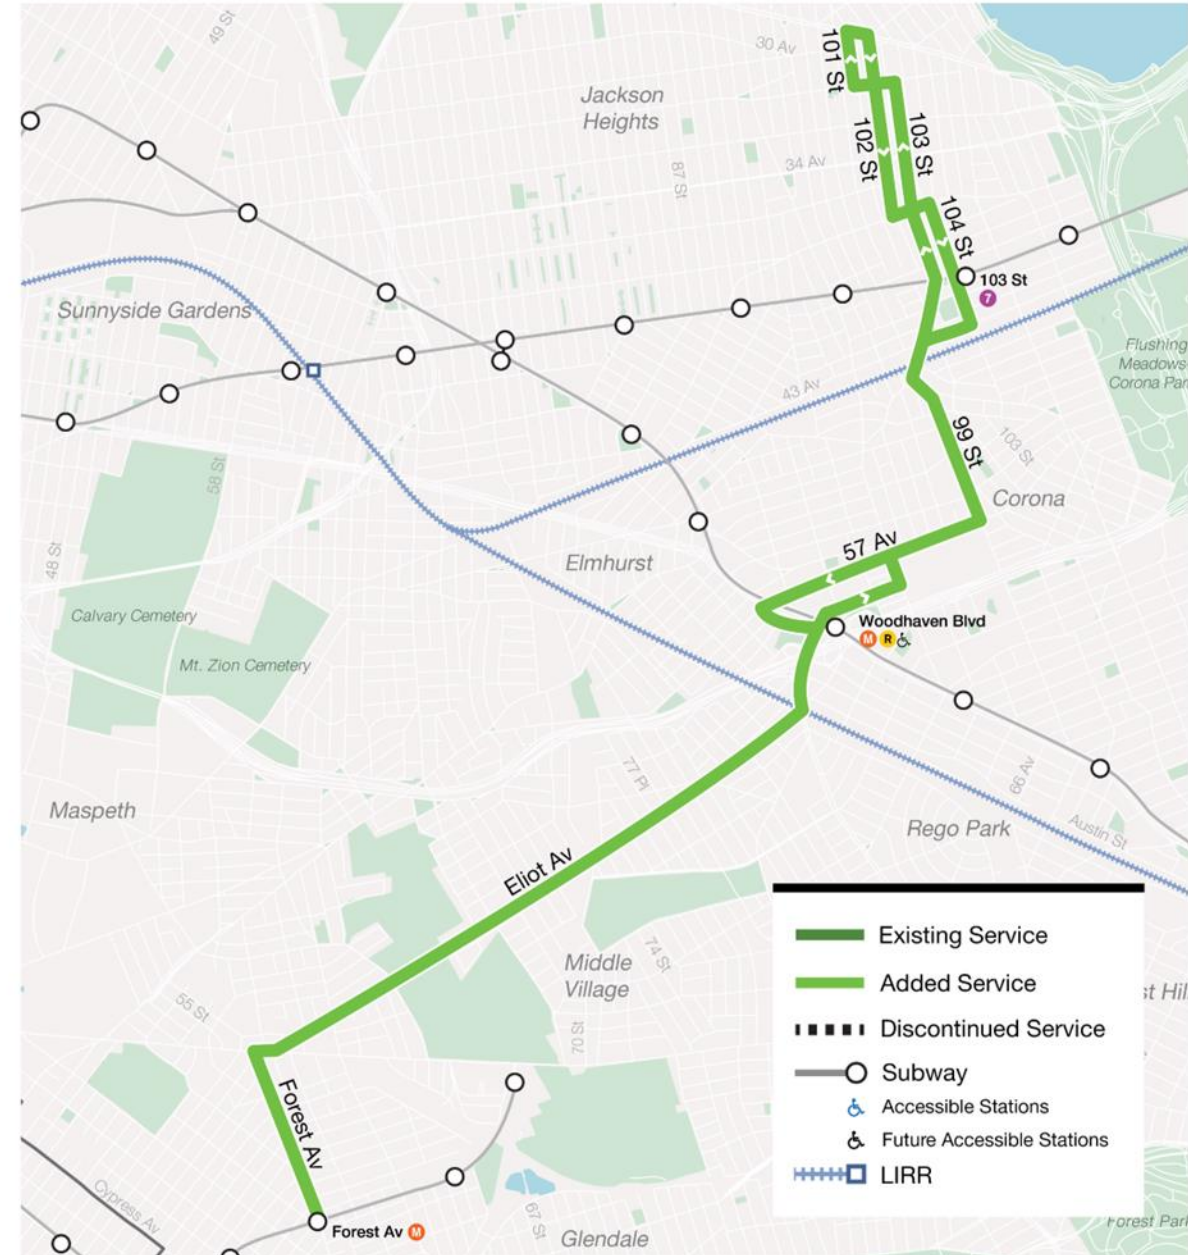 49 St
30 Av
101 St
Jackson
Heights
102 St
103 St
34 Av
87 St
104 St
103 St
7
Sunnyside Gardens
Flushing
Meadows-
Corona Par
43 Av
99 St
103 St
58 St
Corona
57 Av
48 St
Elmhurst
Calvary Cemetery
Woodhaven Blvd
M R
Mt. Zion Cemetery
77 Pl
66 Av
Maspeth
Rego Park
Austin St
Eliot Av
Existing Service
Added Service
Discontinued Service
Subway
Accessible Stations
Future Accessible Stations
LIRR
Middle
Village
74 St
st Hil
55 St
70 St
Forest Av
Cypress Av
67 St
Forest Av M
Glendale
Forest Park